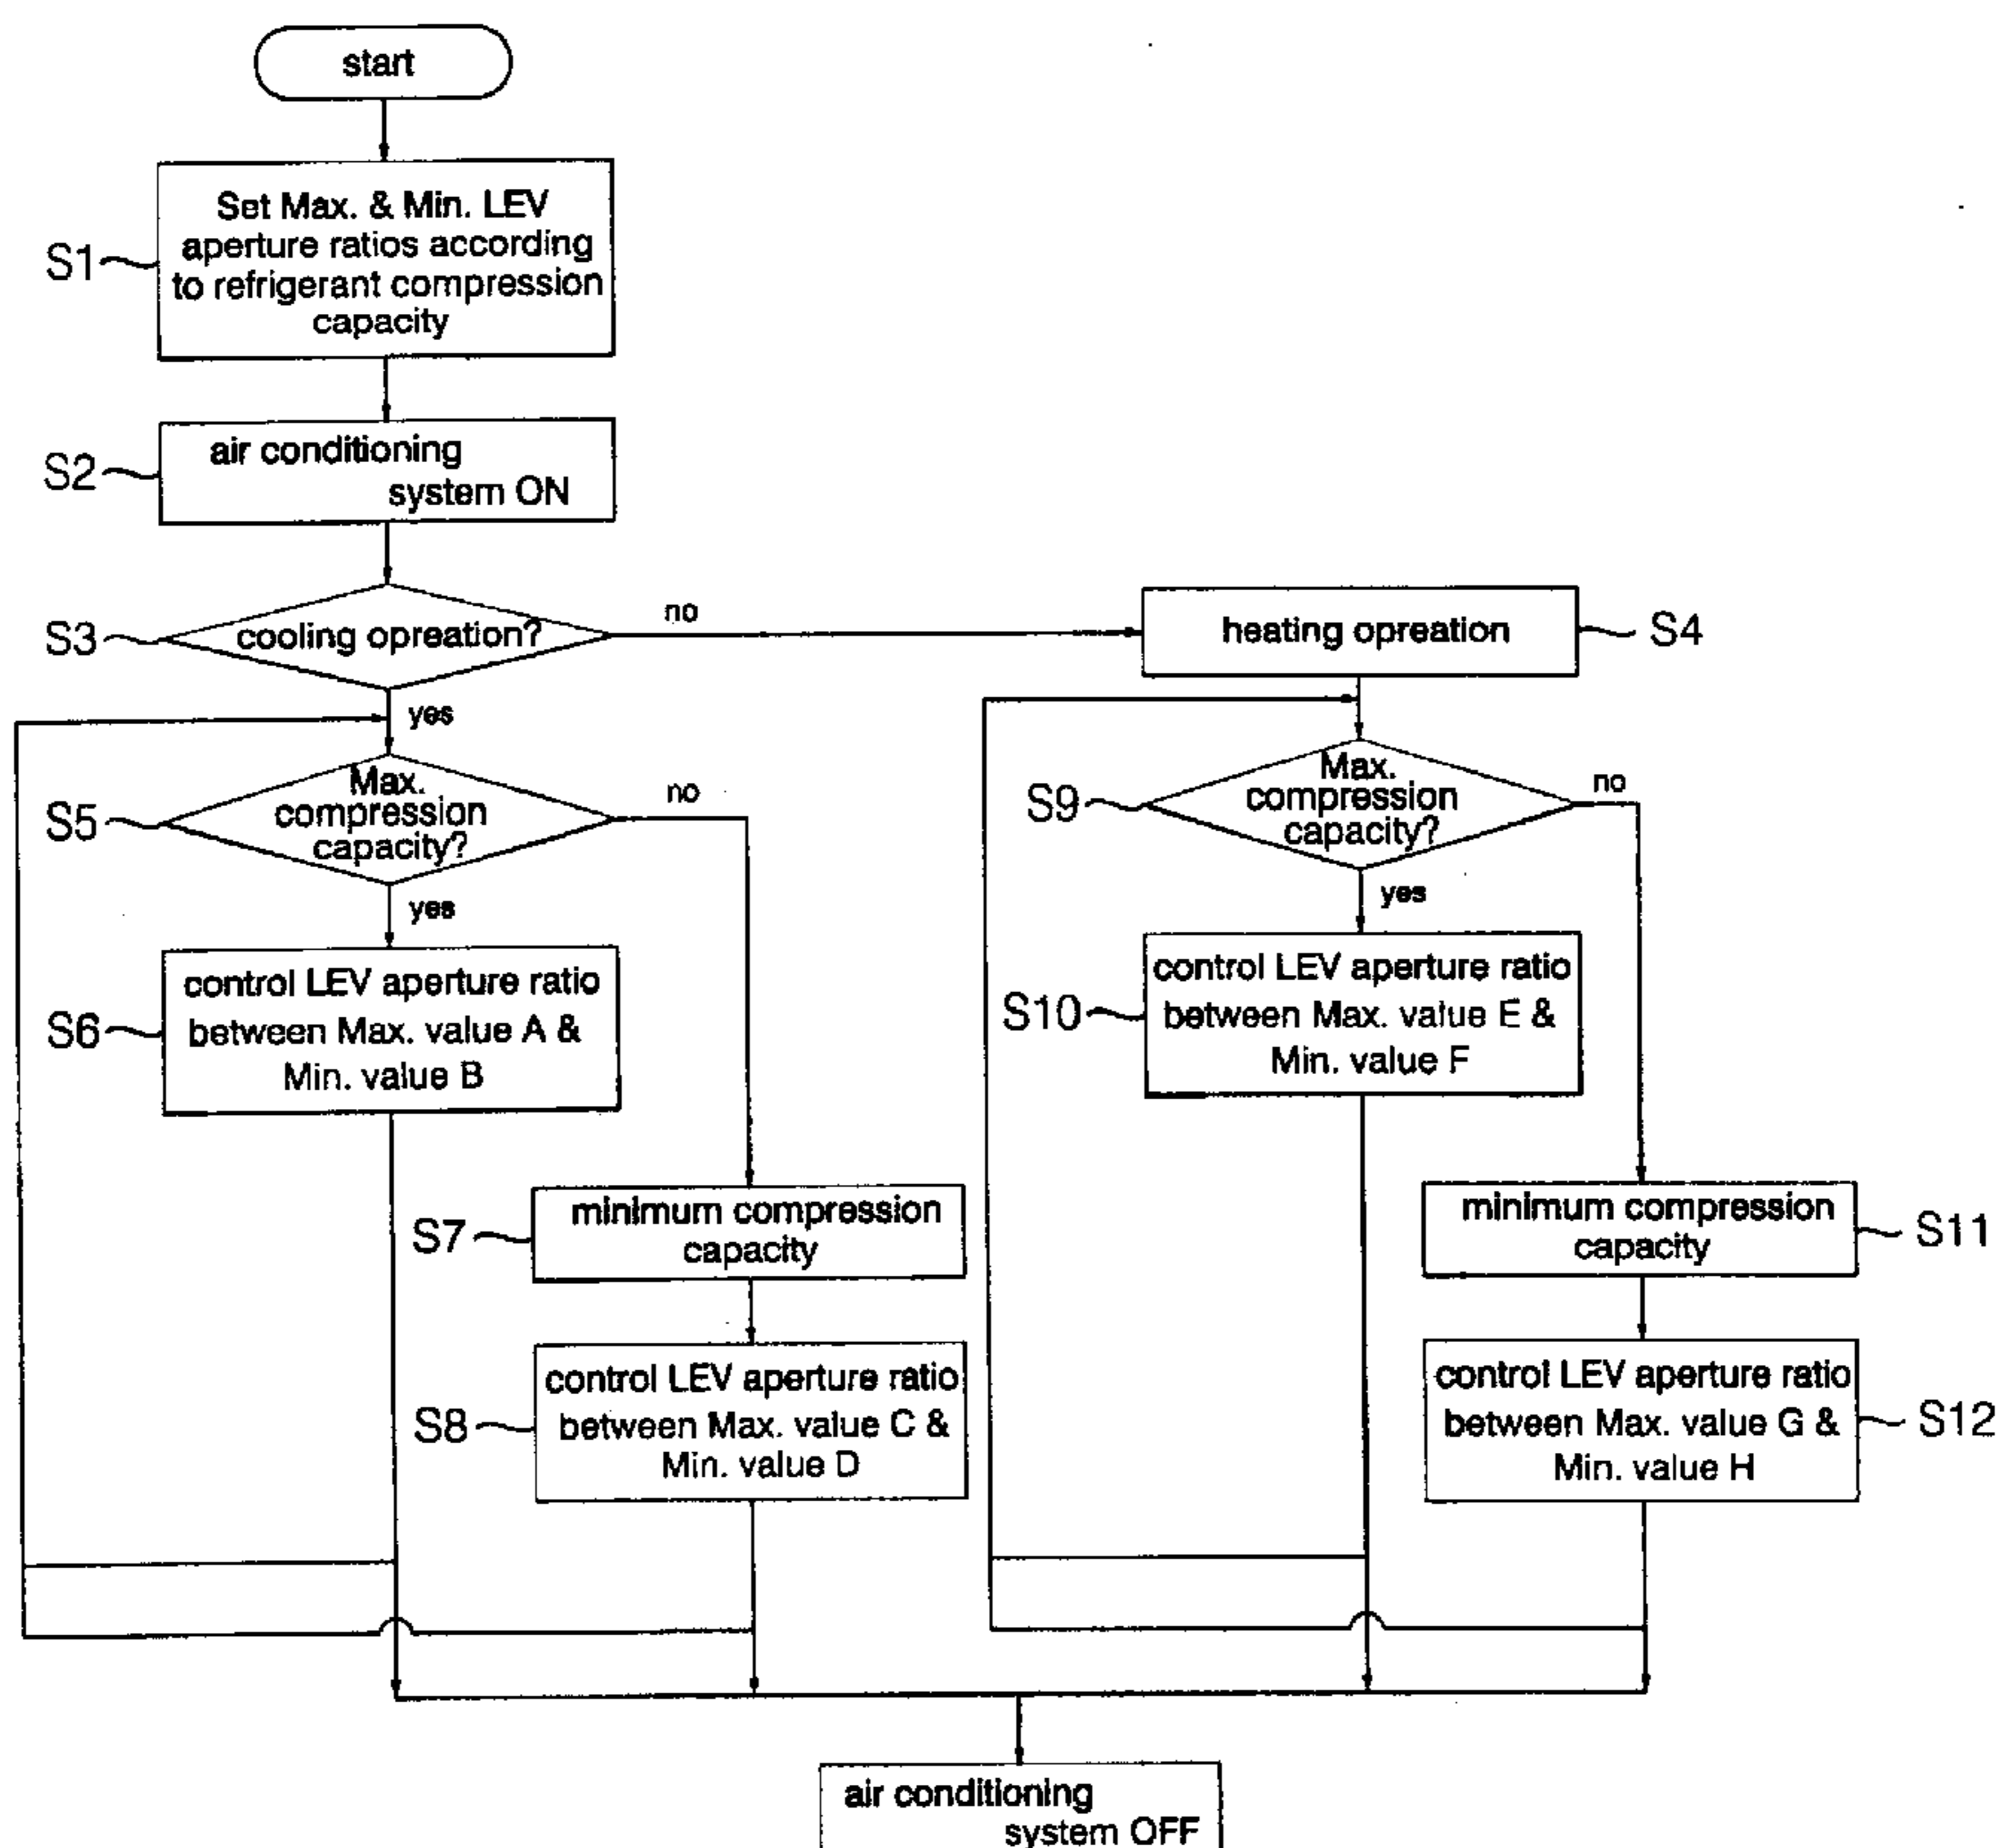 start
S1
Set Max. & Min. LEV
aperture ratios according
to refrigerant compression
capacity
S2
air conditioning
system ON
S3
cooling opreation?
no
heating opreation
S4
yes
S5
Max.
compression
capacity?
no
yes
S9
Max.
compression
capacity?
no
yes
S6
control LEV aperture ratio
between Max. value A &
Min. value B
S10
control LEV aperture ratio
between Max. value E &
Min. value F
S7
minimum compression
capacity
minimum compression
capacity
S11
S8
control LEV aperture ratio
between Max. value C &
Min. value D
control LEV aperture ratio
between Max. value G &
Min. value H
S12
air conditioning
system OFF